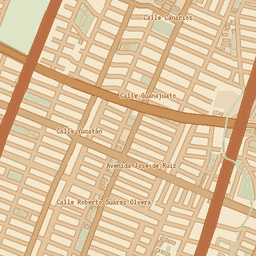 Calle Canarios
Calle Guanajuato
Calle Yucatán
Avenida José de Ruiz
Calle Roberto Suárez Olvera